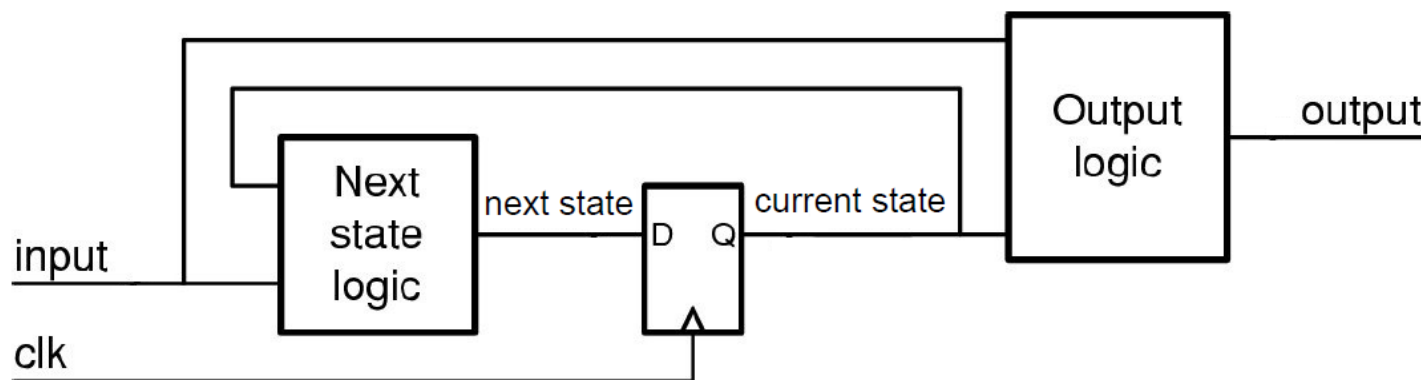 Output
logic
output
Next
state
logic
next state
current state
D
Q
input
clk